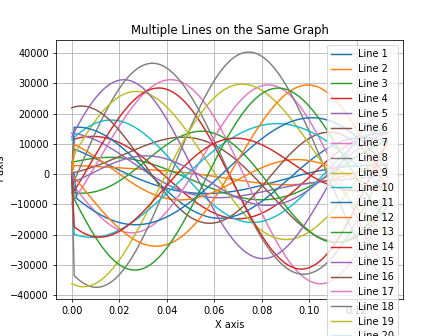 Multiple Lines on the Same Graph
40000
30000
20000
10000
0
−10000
−20000
−30000
−40000
0.00 0.02 0.04 0.06 0.08 0.10
X axis
Line 1
Line 2
Line 3
Line 4
Line 5
Line 6
Line 7
Line 8
Line 9
Line 10
Line 11
Line 12
Line 13
Line 14
Line 15
Line 16
Line 17
Line 18
Line 19
Line 20